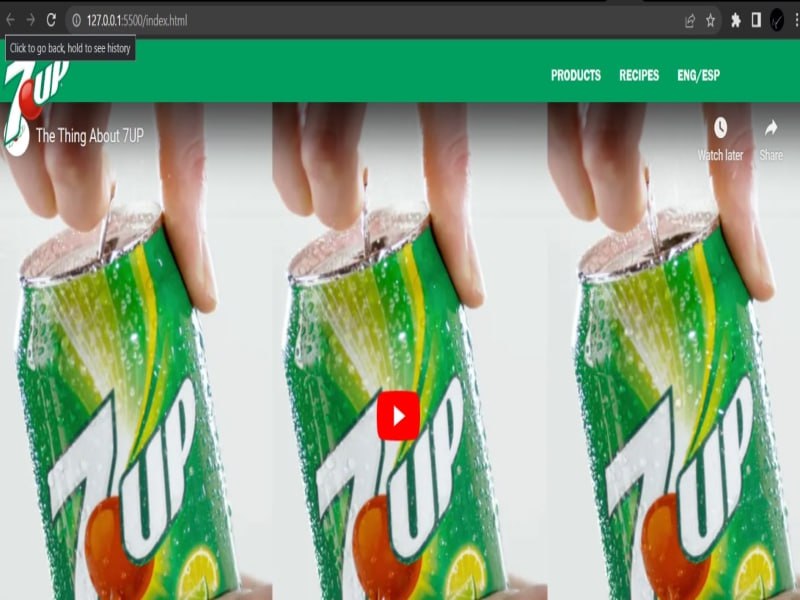 127.0.0.1:5500/index.html
Click to go back, hold to see history
7UP
PRODUCTS RECIPES ENG/ESP
The Thing About 7UP
Watch later Share
7UP 7UP 7UP